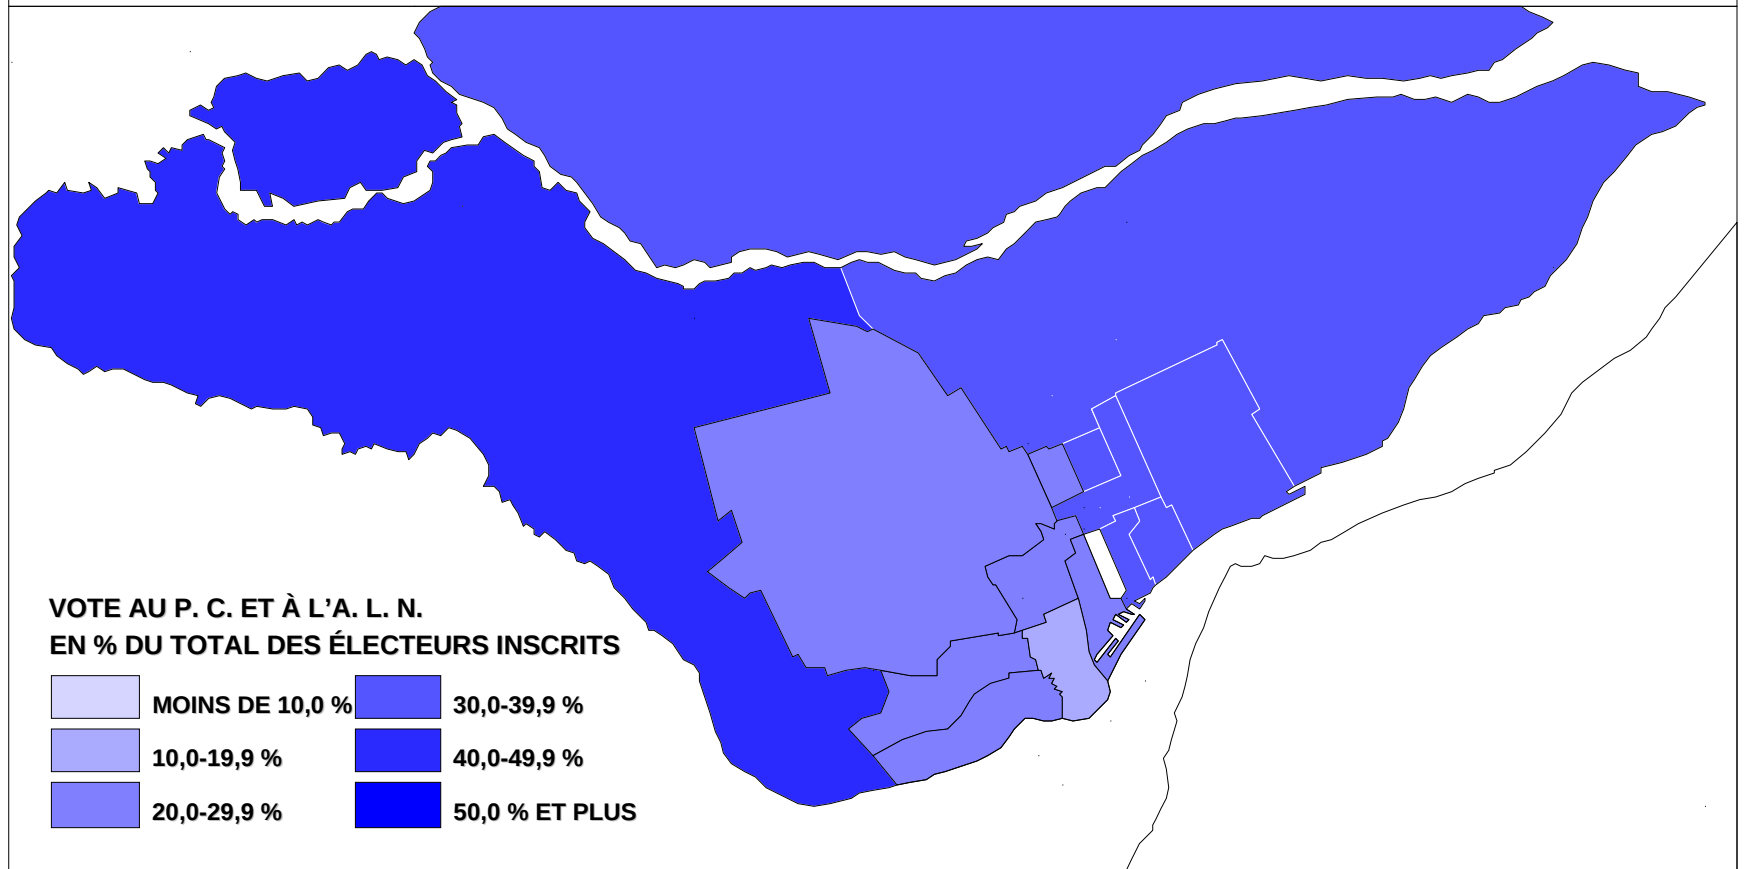 VOTE AU P. C. ET À L’A. L. N.
EN % DU TOTAL DES ÉLECTEURS INSCRITS
MOINS DE 10,0 %
10,0-19,9 %
20,0-29,9 %
30,0-39,9 %
40,0-49,9 %
50,0 % ET PLUS